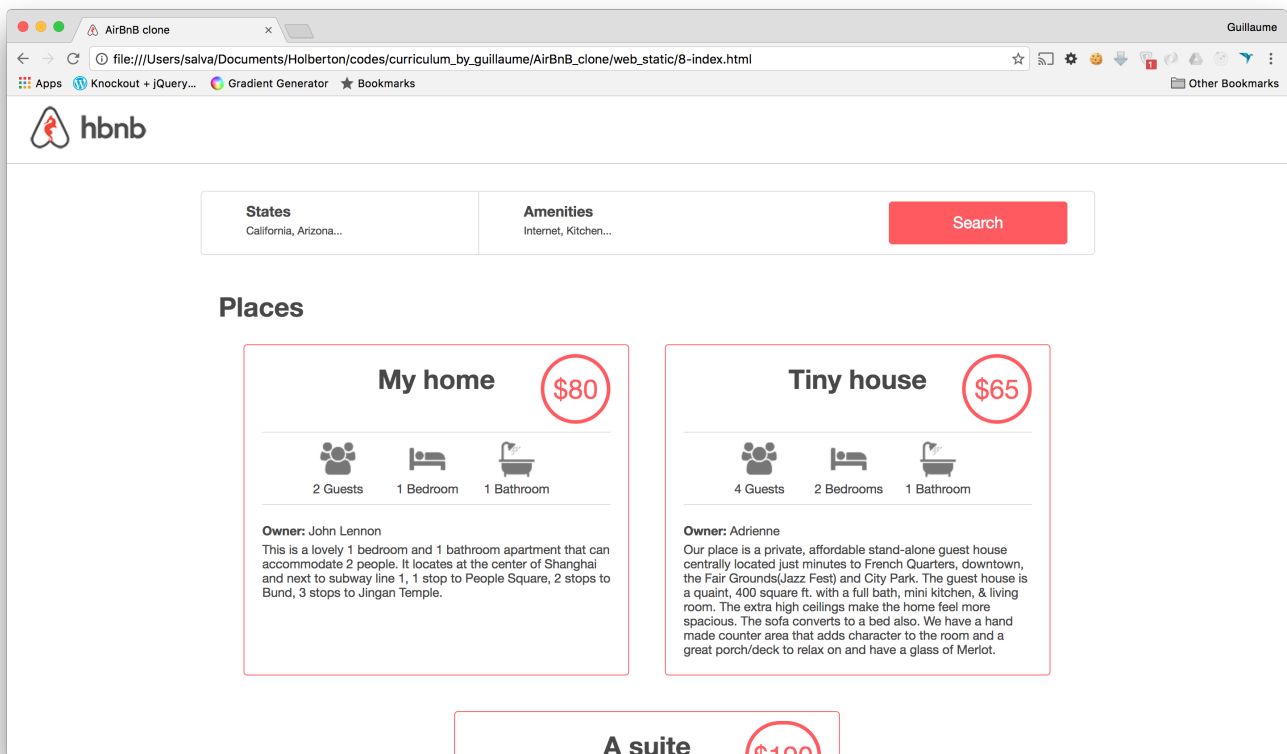 AirBnB clone
Guillaume
file:///Users/salva/Documents/Holberton/codes/curriculum_by_guillaume/AirBnB_clone/web_static/8-index.html
1
Apps Knockout + jQuery... Gradient Generator Bookmarks Other Bookmarks
hbnb
States
California, Arizona...
Amenities
Internet, Kitchen...
Search
Places
My home
$80
2 Guests 1 Bedroom 1 Bathroom
Owner: John Lennon
This is a lovely 1 bedroom and 1 bathroom apartment that can
accommodate 2 people. It locates at the center of Shanghai
and next to subway line 1, 1 stop to People Square, 2 stops to
Bund, 3 stops to Jingan Temple.
Tiny house
$65
4 Guests 2 Bedrooms 1 Bathroom
Owner: Adrienne
Our place is a private, affordable stand-alone guest house
centrally located just minutes to French Quarters, downtown,
the Fair Grounds(Jazz Fest) and City Park. The guest house is
a quaint, 400 square ft. with a full bath, mini kitchen, & living
room. The extra high ceilings make the home feel more
spacious. The sofa converts to a bed also. We have a hand
made counter area that adds character to the room and a
great porch/deck to relax on and have a glass of Merlot.
A suite